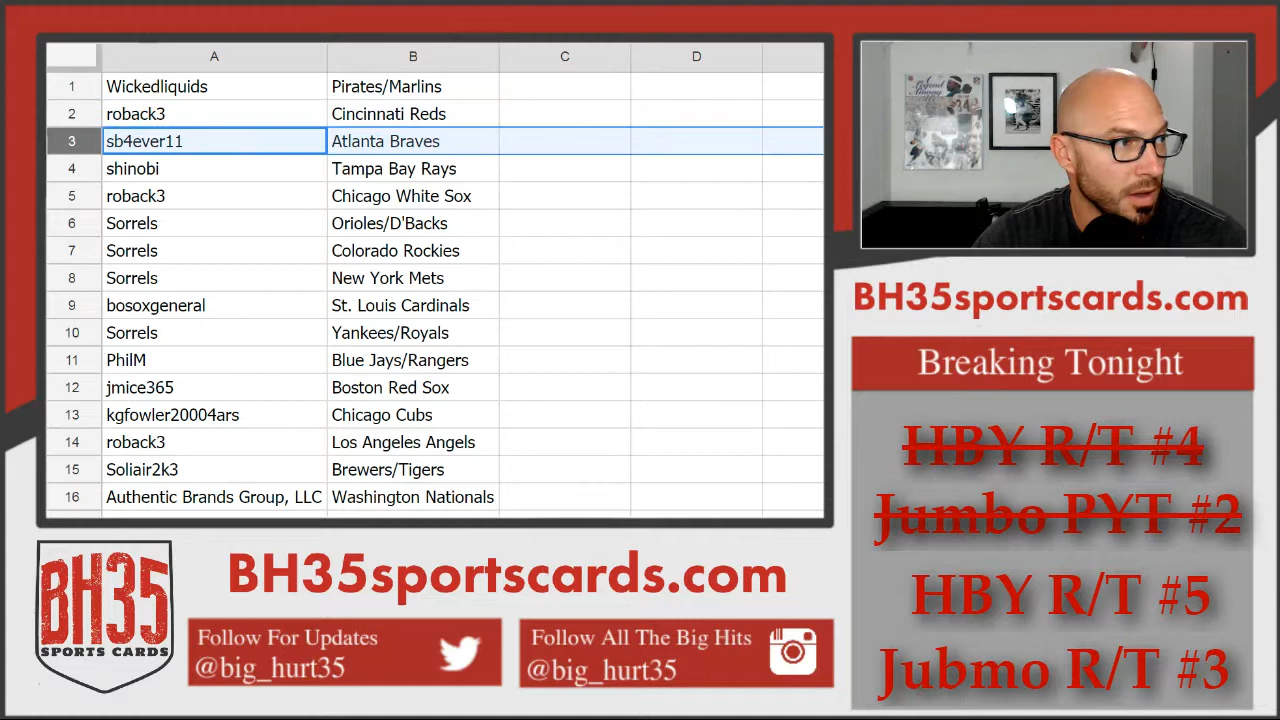 A B C D
1 Wickedliquids Pirates/Marlins
2 roback3 Cincinnati Reds
3 sb4ever11 Atlanta Braves
4 shinobi Tampa Bay Rays
5 roback3 Chicago White Sox
6 Sorrels Orioles/D'Backs
7 Sorrels Colorado Rockies
8 Sorrels New York Mets
9 bosoxgeneral St. Louis Cardinals
10 Sorrels Yankees/Royals
11 PhilM Blue Jays/Rangers
12 jmice365 Boston Red Sox
13 kgfowler20004ars Chicago Cubs
14 roback3 Los Angeles Angels
15 Soliair2k3 Brewers/Tigers
16 Authentic Brands Group, LLC Washington Nationals
BH35sportscards.com
Breaking Tonight
HBY R/T #4
Jumbo PYT #2
HBY R/T #5
Jubmo R/T #3
BH35
SPORTS CARDS
BH35sportscards.com
Follow For Updates
@big_hurt35
Follow All The Big Hits
@big_hurt35